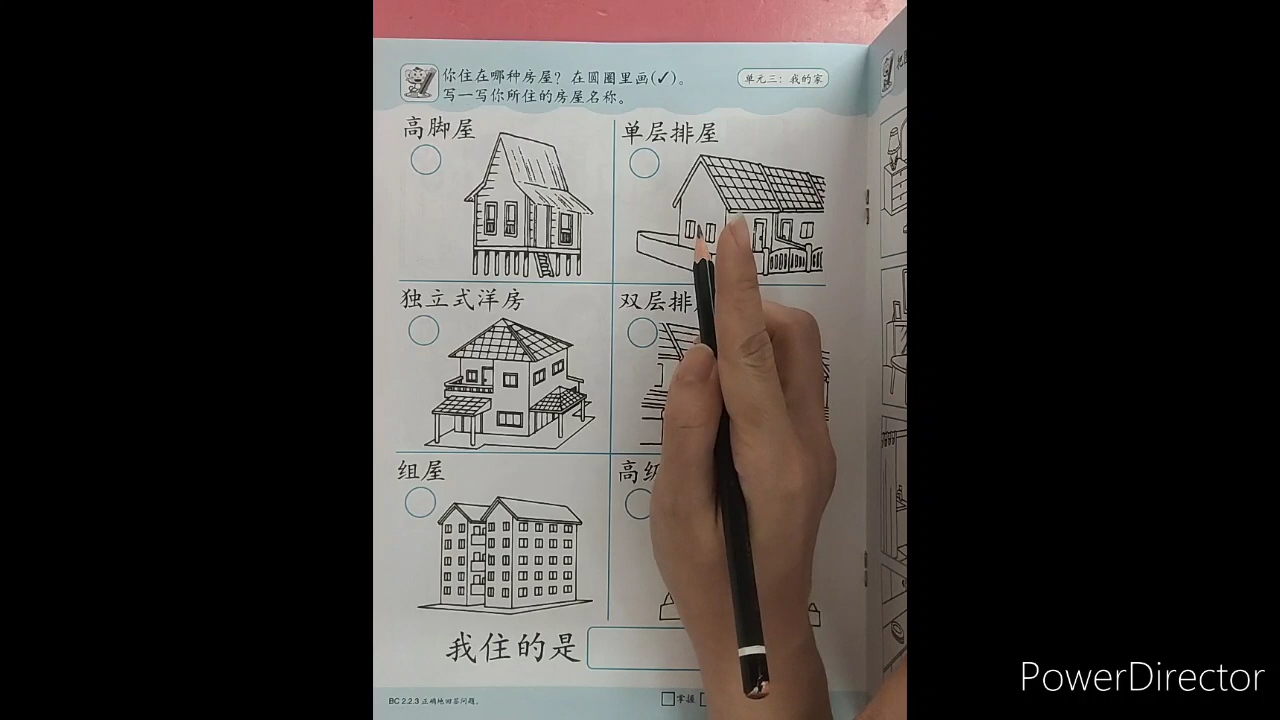 你住在哪种房屋？在圆圈里画(✓)。
写一写你所住的房屋名称。
单元三：我的家
高脚屋
单层排屋
独立式洋房
双层排
组屋
高级
我住的是
BC 2.2.3 正确地回答问题。
掌握
PowerDirector